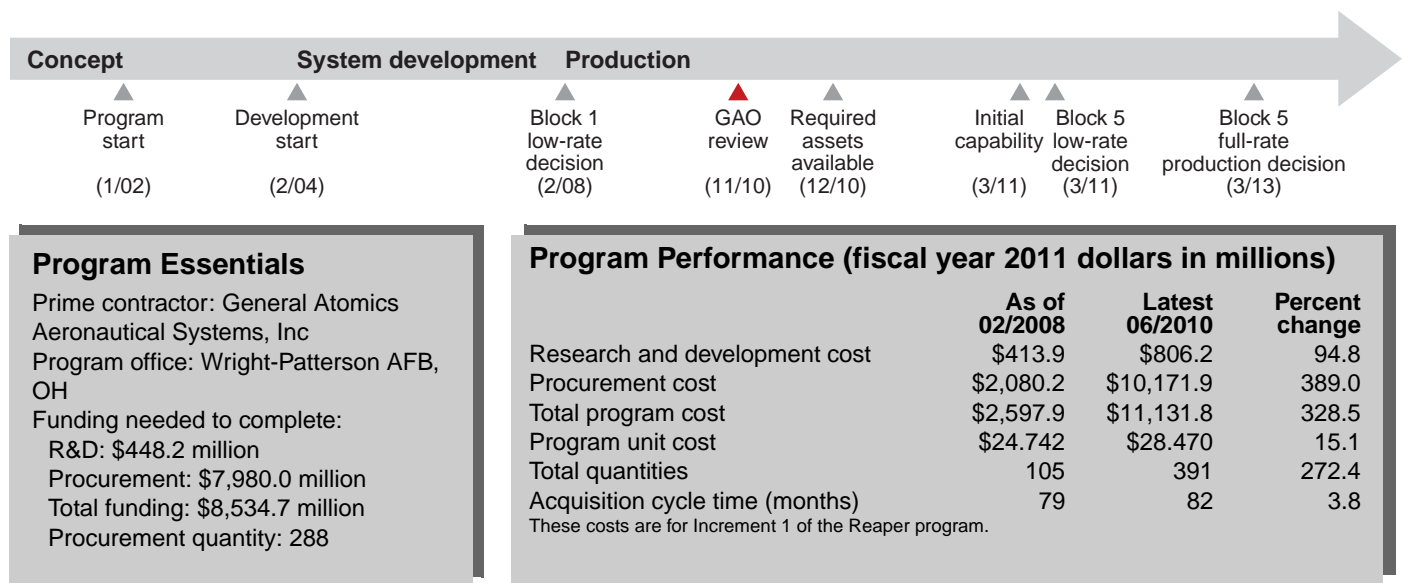 Concept System development Production
Program start (1/02)
Development start (2/04)
Block 1 low-rate decision (2/08)
GAO review (11/10)
Required assets available (12/10)
Initial capability (3/11)
Block 5 low-rate decision (3/11)
Block 5 full-rate production decision (3/13)
Program Essentials
Prime contractor: General Atomics
Aeronautical Systems, Inc
Program office: Wright-Patterson AFB,
OH
Funding needed to complete:
R&D: $448.2 million
Procurement: $7,980.0 million
Total funding: $8,534.7 million
Procurement quantity: 288
Program Performance (fiscal year 2011 dollars in millions)
As of 02/2008 Latest 06/2010 Percent change
Research and development cost $413.9 $806.2 94.8
Procurement cost $2,080.2 $10,171.9 389.0
Total program cost $2,597.9 $11,131.8 328.5
Program unit cost $24.742 $28.470 15.1
Total quantities 105 391 272.4
Acquisition cycle time (months) 79 82 3.8
These costs are for Increment 1 of the Reaper program.